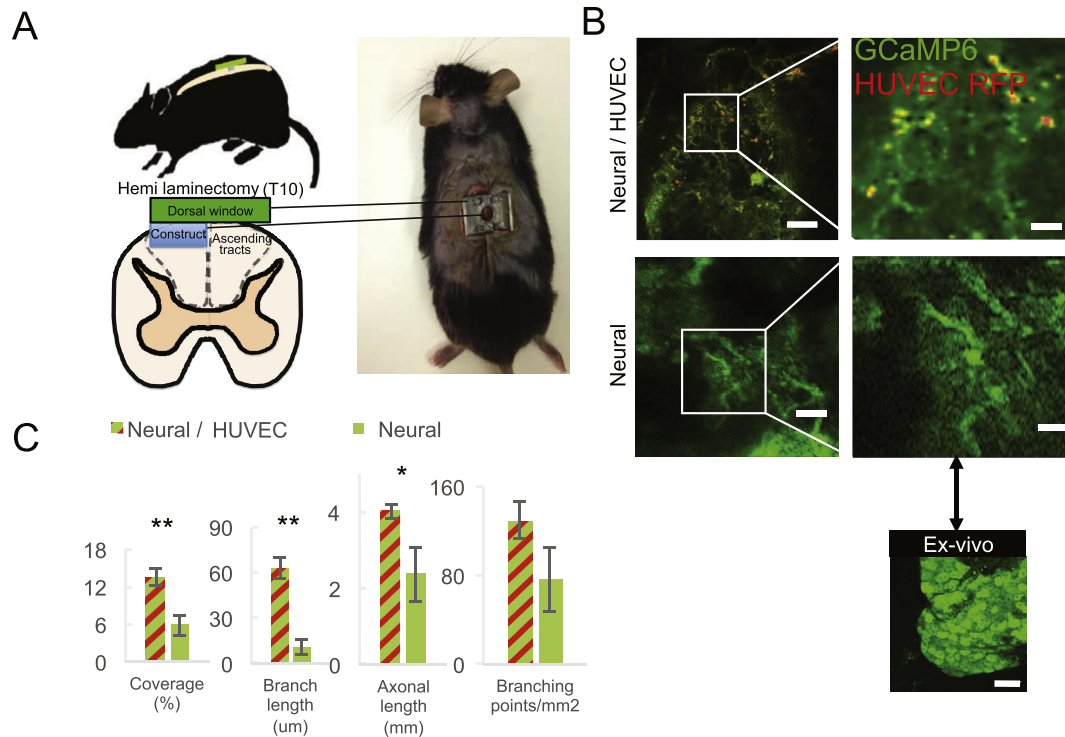 A
Hemi laminectomy (T10)
Dorsal window
Construct
Ascending
tracts
B
Neural / HUVEC
GCaMP6
HUVEC RFP
Neural
Ex-vivo
C
Neural / HUVEC
Neural
**
18
12
6
0
Coverage
(%)
**
90
60
30
0
Branch
length
(um)
*
4
2
0
Axonal
length
(mm)
160
80
0
Branching
points/mm2